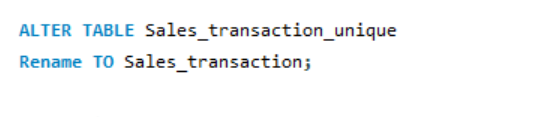 ALTER TABLE Sales_transaction_unique
Rename TO Sales_transaction;